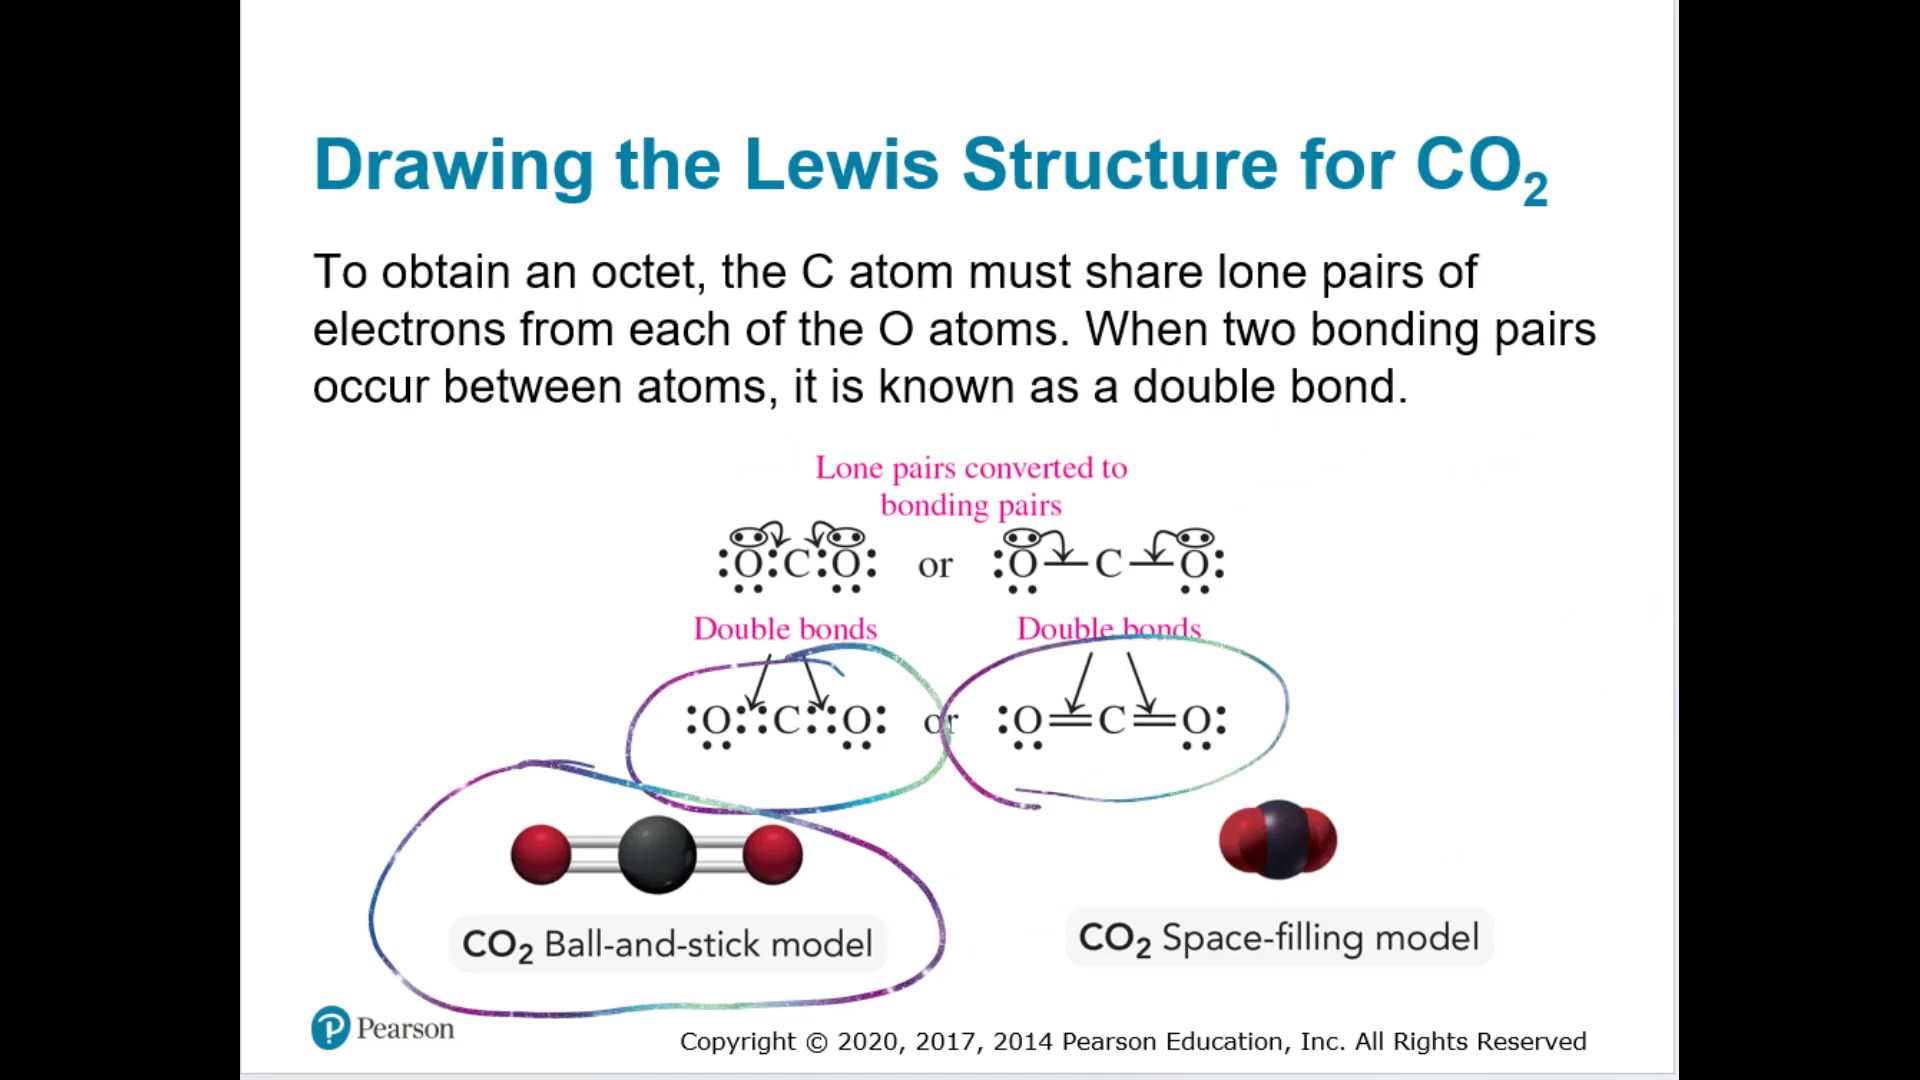 Drawing the Lewis Structure for CO₂
To obtain an octet, the C atom must share lone pairs of
electrons from each of the O atoms. When two bonding pairs
occur between atoms, it is known as a double bond.
Lone pairs converted to
bonding pairs
:O:C:O: or :O—C—O:
Double bonds Double bonds
:O::C::O: or :O=C=O:
CO₂ Ball-and-stick model CO₂ Space-filling model
P Pearson
Copyright © 2020, 2017, 2014 Pearson Education, Inc. All Rights Reserved